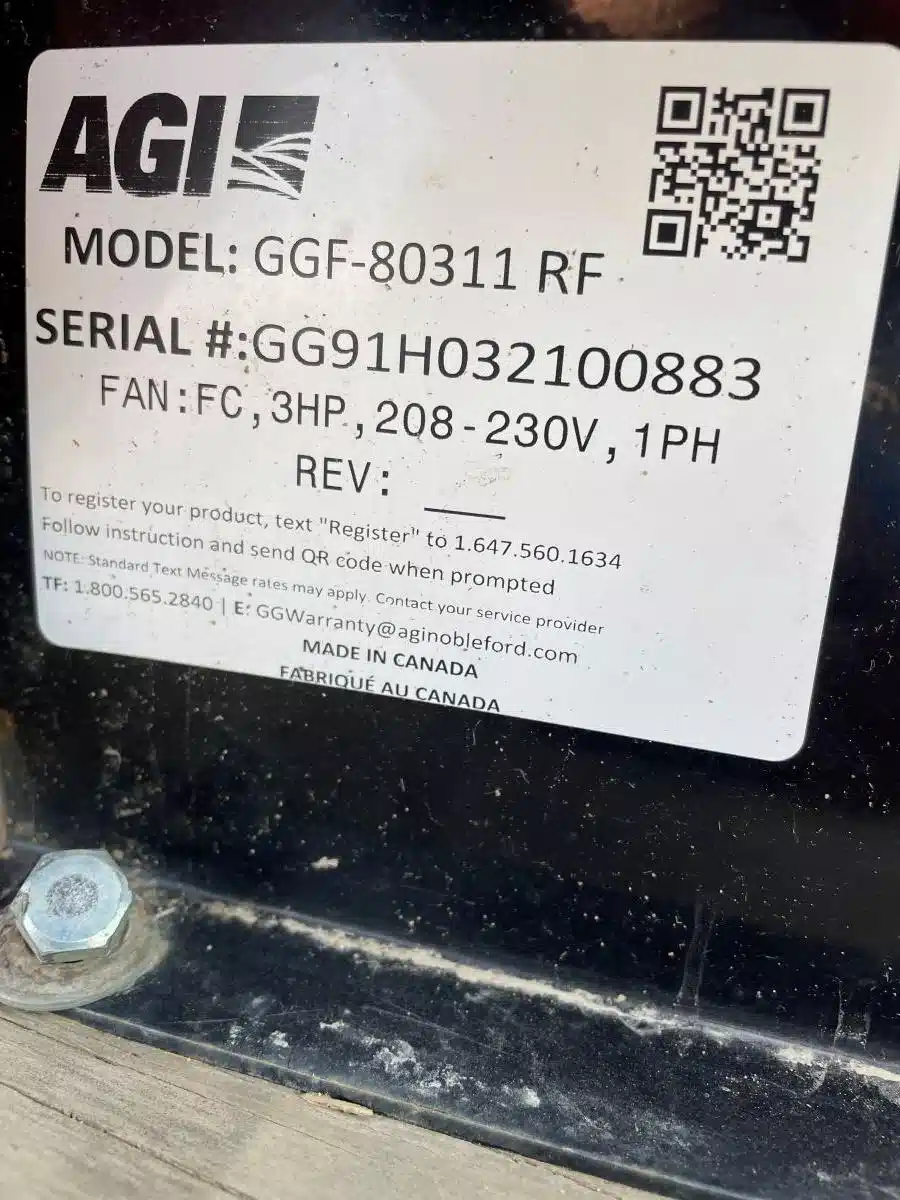 AGI
MODEL: GGF-80311 RF
SERIAL #:GG91H032100883
FAN:FC,3HP,208-230V,1PH
REV:
To register your product, text "Register" to 1.647.560.1634
Follow instruction and send QR code when prompted
NOTE: Standard Text Message rates may apply. Contact your service provider
TF: 1.800.565.2840 | E: GGWarranty@aginobleford.com
MADE IN CANADA
FABRIQUÉ AU CANADA